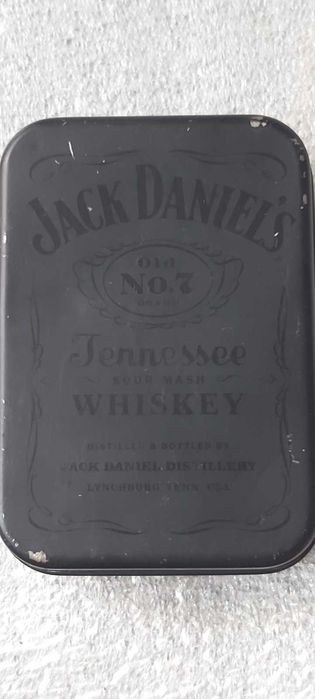 JACK DANIEL'S
Old
No.7
BRAND
Tennessee
SOUR MASH
WHISKEY
DISTILLED & BOTTLED BY
JACK DANIEL DISTILLERY
LYNCHBURG TENN. USA